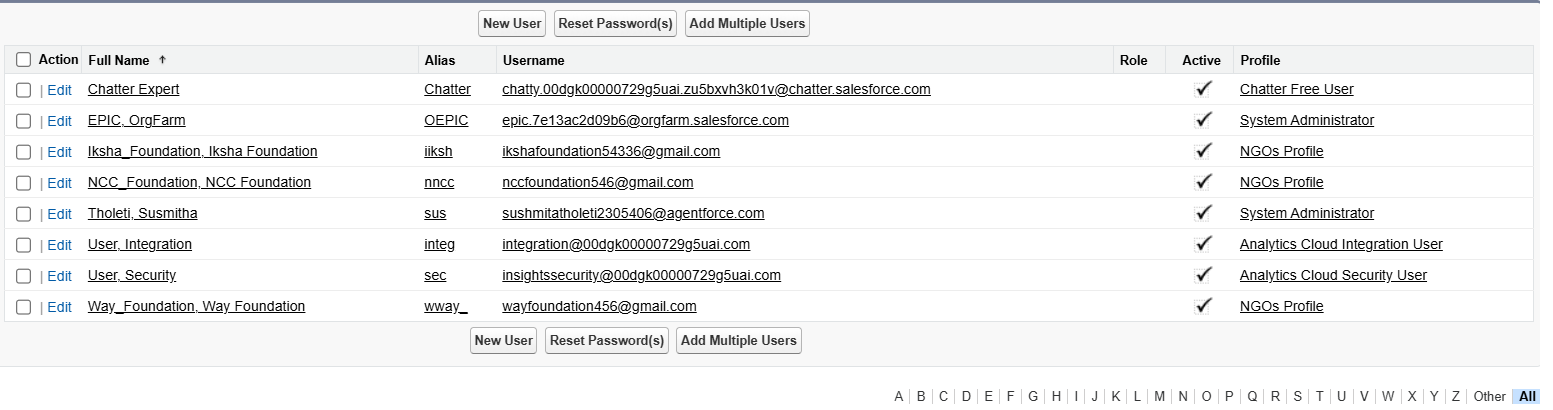 New User Reset Password(s) Add Multiple Users
Action Full Name ↑ Alias Username Role Active Profile
| Edit Chatter Expert Chatter chatty.00dgk00000729g5uai.zu5bxvh3k01v@chatter.salesforce.com Chatter Free User
| Edit EPIC, OrgFarm OEPIC epic.7e13ac2d09b6@orgfarm.salesforce.com System Administrator
| Edit Iksha_Foundation, Iksha Foundation iiksh ikshafoundation54336@gmail.com NGOs Profile
| Edit NCC_Foundation, NCC Foundation nncc nccfoundation546@gmail.com NGOs Profile
| Edit Tholeti, Susmitha sus sushmitatholeti2305406@agentforce.com System Administrator
| Edit User, Integration integ integration@00dgk00000729g5uai.com Analytics Cloud Integration User
| Edit User, Security sec insightssecurity@00dgk00000729g5uai.com Analytics Cloud Security User
| Edit Way_Foundation, Way Foundation wway_ wayfoundation456@gmail.com NGOs Profile
New User Reset Password(s) Add Multiple Users
A | B | C | D | E | F | G | H | I | J | K | L | M | N | O | P | Q | R | S | T | U | V | W | X | Y | Z | Other | All